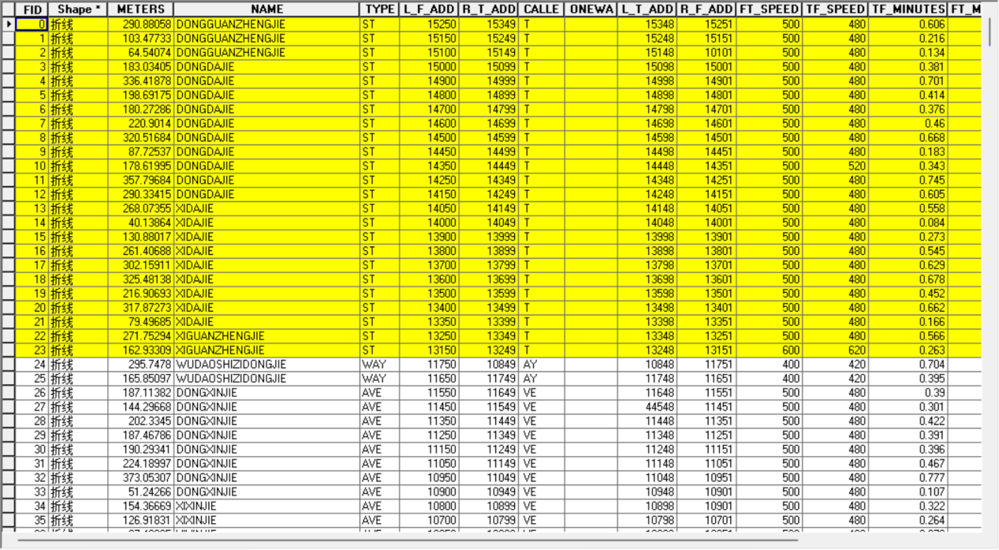 FID Shape * METERS NAME TYPE L_F_ADD R_T_ADD CALLE ONEWA L_T_ADD R_F_ADD FT_SPEED TF_SPEED TF_MINUTES FT_M
0 折线 290.88058 DONGGUANZHENGJIE ST 15250 15349 T 15348 15251 500 480 0.606
1 折线 103.47733 DONGGUANZHENGJIE ST 15150 15249 T 15248 15151 500 480 0.216
2 折线 64.54074 DONGGUANZHENGJIE ST 15100 15149 T 15148 10101 500 480 0.134
3 折线 183.03405 DONGDAJIE ST 15000 15099 T 15098 15001 500 480 0.381
4 折线 336.41878 DONGDAJIE ST 14900 14999 T 14998 14901 500 480 0.701
5 折线 198.69175 DONGDAJIE ST 14800 14899 T 14898 14801 500 480 0.414
6 折线 180.27286 DONGDAJIE ST 14700 14799 T 14798 14701 500 480 0.376
7 折线 220.9014 DONGDAJIE ST 14600 14699 T 14698 14601 500 480 0.46
8 折线 320.51684 DONGDAJIE ST 14500 14599 T 14598 14501 500 480 0.668
9 折线 87.72537 DONGDAJIE ST 14450 14499 T 14498 14451 500 480 0.183
10 折线 178.61995 DONGDAJIE ST 14350 14449 T 14448 14351 500 520 0.343
11 折线 357.79684 DONGDAJIE ST 14250 14349 T 14348 14251 500 480 0.745
12 折线 290.33415 DONGDAJIE ST 14150 14249 T 14248 14151 500 480 0.605
13 折线 268.07355 XIDAJIE ST 14050 14149 T 14148 14051 500 480 0.558
14 折线 40.13864 XIDAJIE ST 14000 14049 T 14048 14001 500 480 0.084
15 折线 130.88017 XIDAJIE ST 13900 13999 T 13998 13901 500 480 0.273
16 折线 261.40688 XIDAJIE ST 13800 13899 T 13898 13801 500 480 0.545
17 折线 302.15911 XIDAJIE ST 13700 13799 T 13798 13701 500 480 0.629
18 折线 325.48138 XIDAJIE ST 13600 13699 T 13698 13601 500 480 0.678
19 折线 216.90693 XIDAJIE ST 13500 13599 T 13598 13501 500 480 0.452
20 折线 317.87273 XIDAJIE ST 13400 13499 T 13498 13401 500 480 0.662
21 折线 79.49685 XIDAJIE ST 13350 13399 T 13398 13351 500 480 0.166
22 折线 271.75294 XIGUANZHENGJIE ST 13250 13349 T 13348 13251 500 480 0.566
23 折线 162.93309 XIGUANZHENGJIE ST 13150 13249 T 13248 13151 600 620 0.263
24 折线 295.7478 WUDAOSHIZIDONGJIE WAY 11750 10849 AY 10848 11751 400 420 0.704
25 折线 165.85097 WUDAOSHIZIDONGJIE WAY 11650 11749 AY 11748 11651 400 420 0.395
26 折线 187.11382 DONGXINJIE AVE 11550 11649 VE 11648 11551 500 480 0.39
27 折线 144.29668 DONGXINJIE AVE 11450 11549 VE 44548 11451 500 480 0.301
28 折线 202.3345 DONGXINJIE AVE 11350 11449 VE 11448 11351 500 480 0.422
29 折线 187.46786 DONGXINJIE AVE 11250 11349 VE 11348 11251 500 480 0.391
30 折线 190.29341 DONGXINJIE AVE 11150 11249 VE 11248 11151 500 480 0.396
31 折线 224.18997 DONGXINJIE AVE 11050 11149 VE 11148 11051 500 480 0.467
32 折线 373.05307 DONGXINJIE AVE 10950 11049 VE 11048 10951 500 480 0.777
33 折线 51.24266 DONGXINJIE AVE 10900 10949 VE 10948 10901 500 480 0.107
34 折线 154.36669 XIXINJIE AVE 10800 10899 VE 10898 10901 500 480 0.322
35 折线 126.91831 XIXINJIE AVE 10700 10799 VE 10798 10701 500 480 0.264